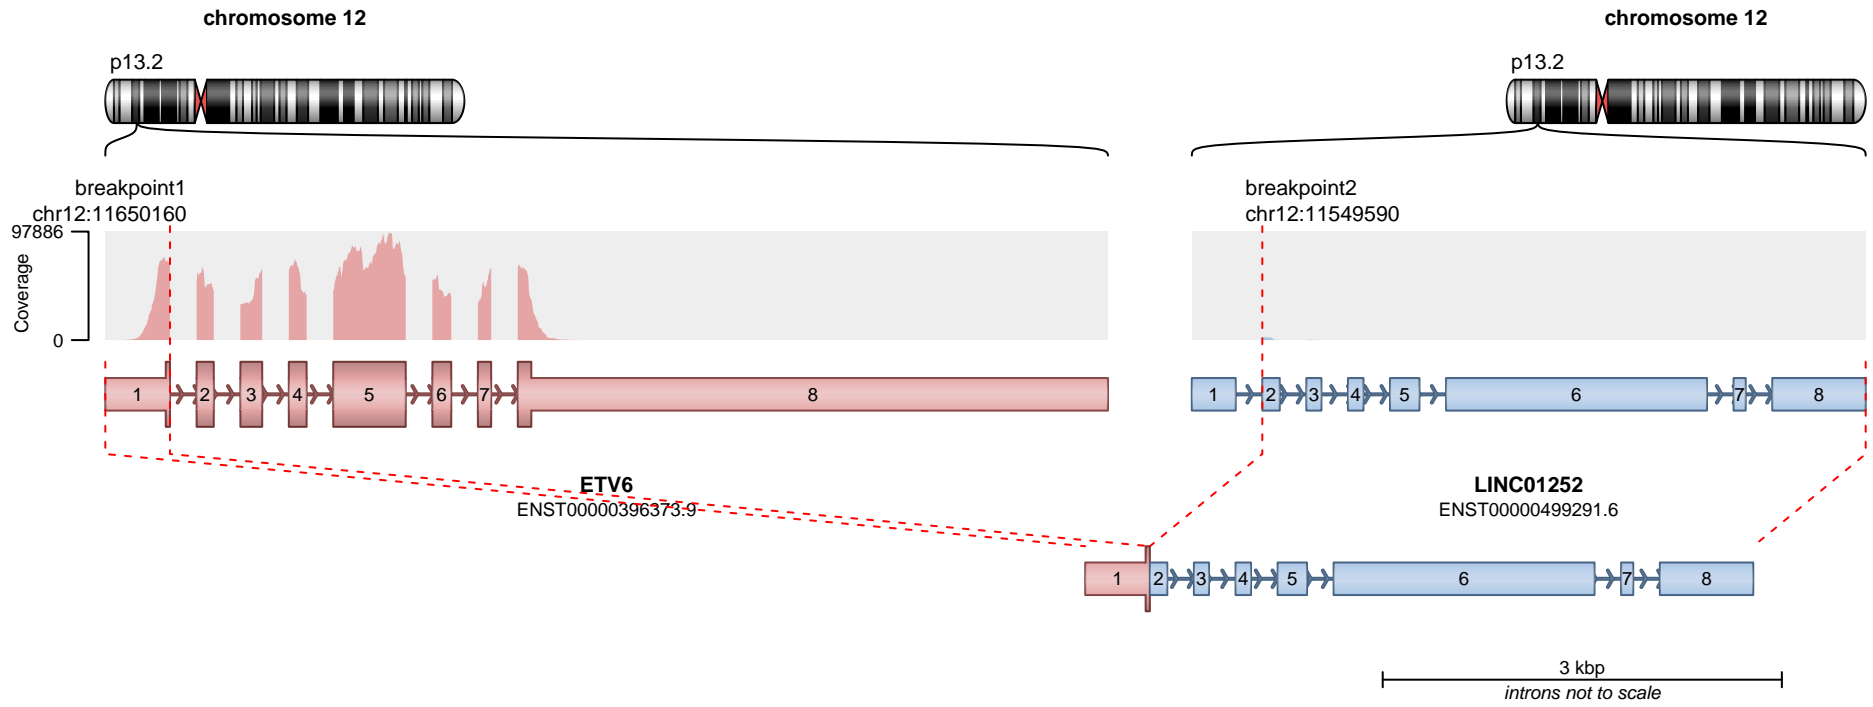 chromosome 12
chromosome 12
p13.2
p13.2
breakpoint1
chr12:11650160
breakpoint2
chr12:11549590
97886
Coverage
0
1 2 3 4 5 6 7 8
1 2 3 4 5 6 7 8
ETV6
ENST00000396373.9
LINC01252
ENST00000499291.6
1 2 3 4 5 6 7 8
3 kbp
introns not to scale